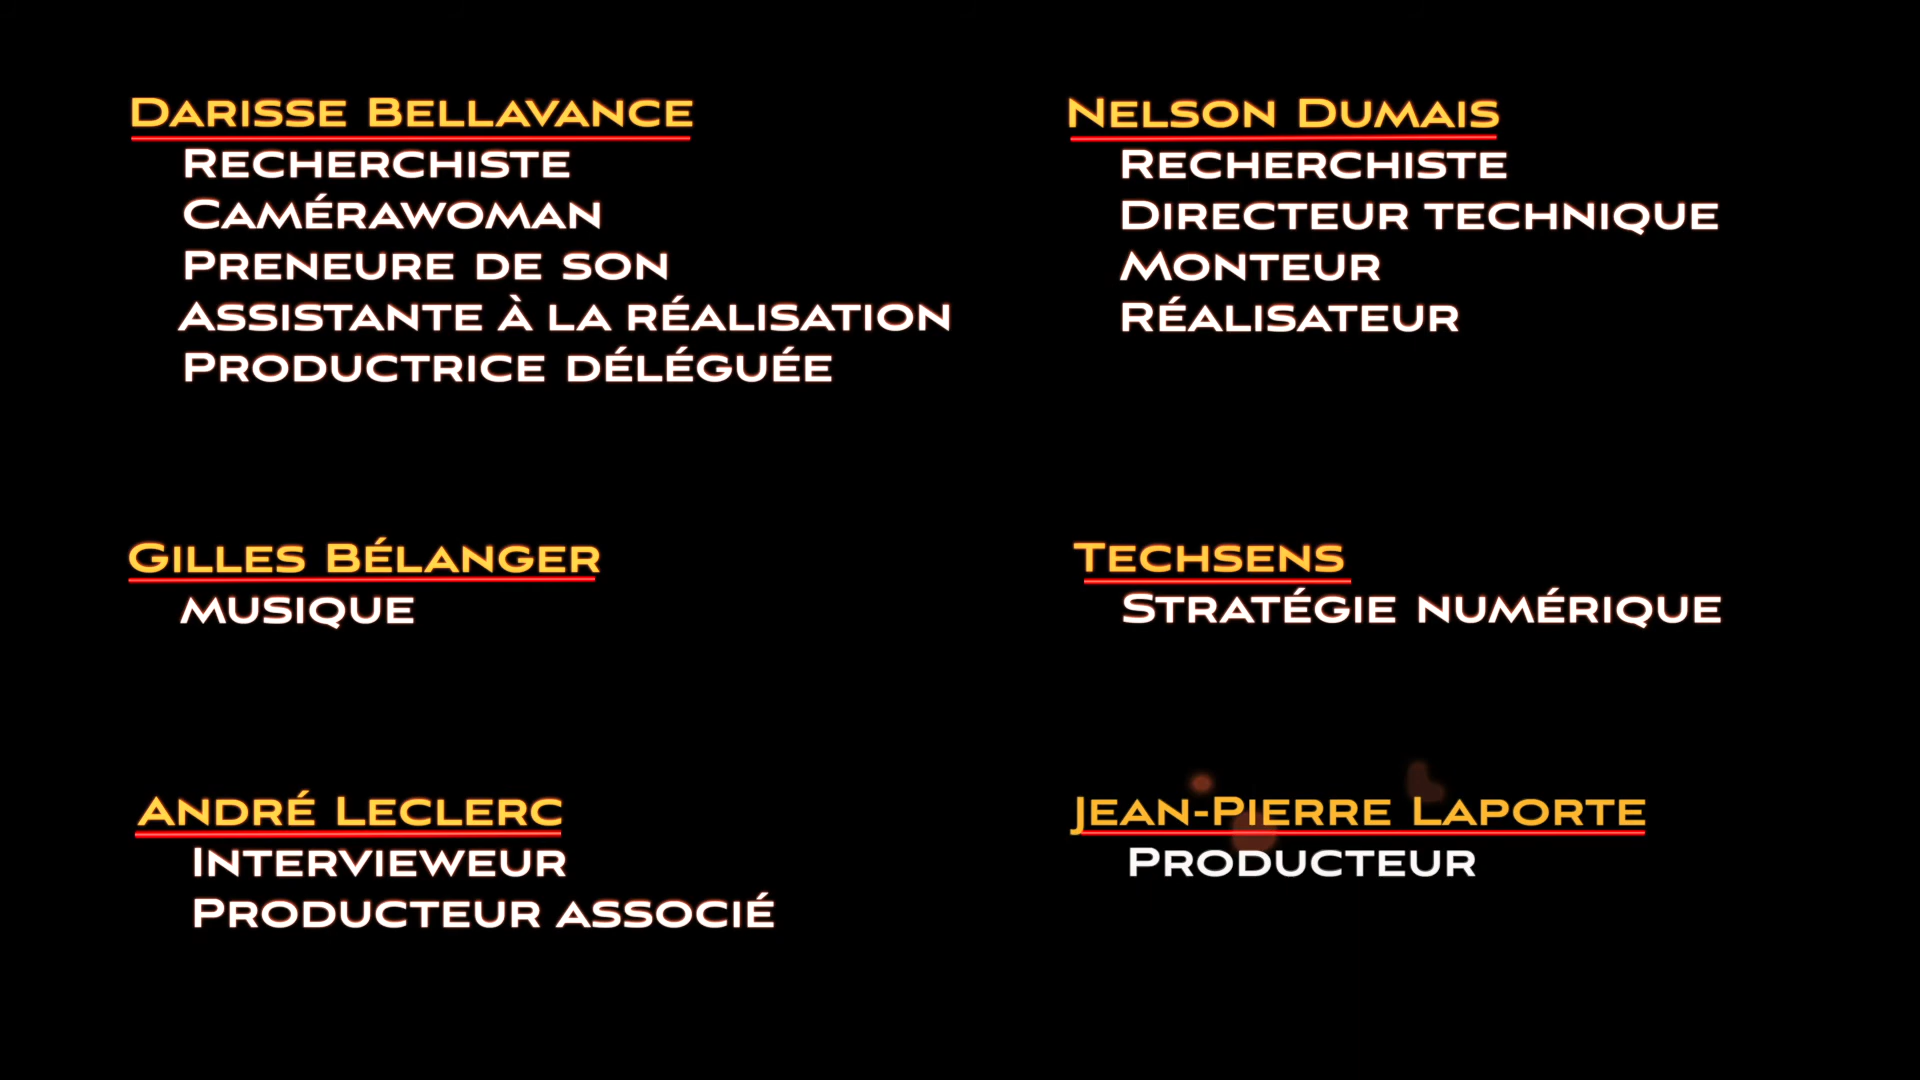 Darisse Bellavance
Recherchiste
Camérawoman
Preneure de son
Assistante à la réalisation
Productrice déléguée
Nelson Dumais
Recherchiste
Directeur technique
Monteur
Réalisateur
Gilles Bélanger
musique
Techsens
Stratégie numérique
André Leclerc
Intervieweur
Producteur associé
Jean-Pierre Laporte
Producteur